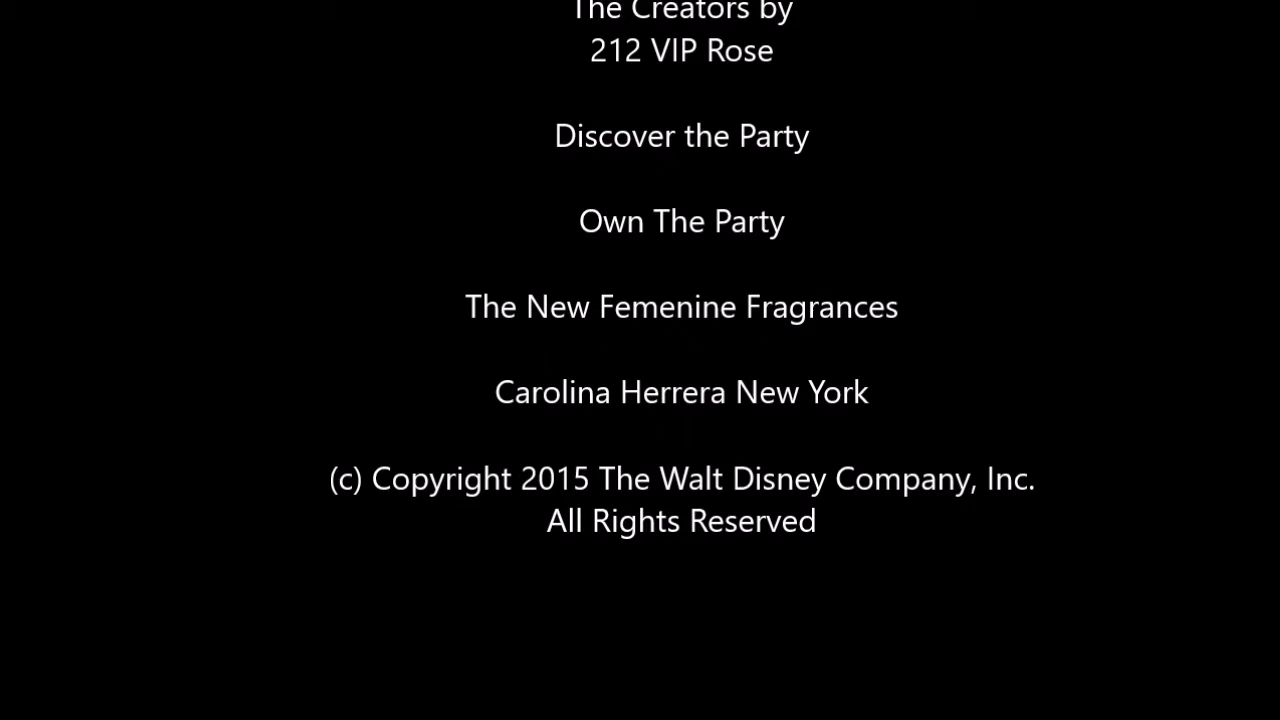 The Creators by
212 VIP Rose
Discover the Party
Own The Party
The New Femenine Fragrances
Carolina Herrera New York
(c) Copyright 2015 The Walt Disney Company, Inc.
All Rights Reserved